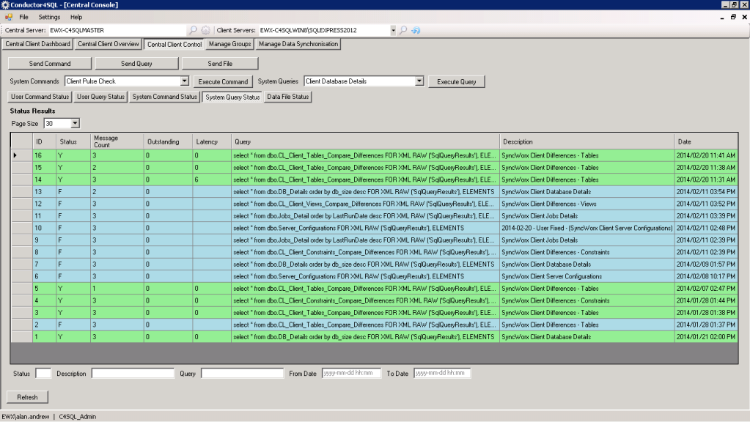 Conductor4SQL - [Central Console]
File Settings Help
Central Server: EWX-C4SQLMASTER Client Servers: EWX-C4SQLWIN8\SQLEXPRESS2012
Central Client Dashboard Central Client Overview Central Client Control Manage Groups Manage Data Synchronisation
Send Command Send Query Send File
System Commands Client Pulse Check Execute Command System Queries Client Database Details Execute Query
User Command Status User Query Status System Command Status System Query Status Data File Status
Status Results
Page Size 30
ID Status Message Count Outstanding Latency Query Description Date
16 Y 3 0 0 select * from dbo.CL_Client_Tables_Compare_Differences FOR XML RAW ('SqlQueryResults'), ELE... SyncWorx Client Differences - Tables 2014/02/20 11:41 AM
15 Y 2 0 0 select * from dbo.CL_Client_Tables_Compare_Differences FOR XML RAW ('SqlQueryResults'), ELE... SyncWorx Client Differences - Tables 2014/02/20 11:38 AM
14 Y 3 0 0 select * from dbo.CL_Client_Tables_Compare_Differences FOR XML RAW ('SqlQueryResults'), ELE... SyncWorx Client Differences - Tables 2014/02/20 11:31 AM
13 F 2 0 select * from dbo.DB_Details order by db_size desc FOR XML RAW ('SqlQueryResults'), ELEMENTS SyncWorx Client Database Details 2014/02/11 03:54 PM
12 F 3 0 select * from dbo.CL_Client_Views_Compare_Differences FOR XML RAW ('SqlQueryResults'), ELE... SyncWorx Client Differences - Views 2014/02/11 03:52 PM
11 F 3 0 select * from dbo.Jobs_Detail order by LastRunDate desc FOR XML RAW ('SqlQueryResults'), ELE... SyncWorx Client Jobs Details 2014/02/11 03:39 PM
10 F 3 0 select * from dbo.Server_Configurations FOR XML RAW ('SqlQueryResults'), ELEMENTS 2014-02-20 - User Fixed - (SyncWorx Client Server Configurations) 2014/02/11 02:48 PM
9 F 3 0 select * from dbo.Jobs_Detail order by LastRunDate desc FOR XML RAW ('SqlQueryResults'), ELE... SyncWorx Client Jobs Details 2014/02/11 02:39 PM
8 F 3 0 select * from dbo.CL_Client_Constraints_Compare_Differences FOR XML RAW ('SqlQueryResults'), ... SyncWorx Client Differences - Constraints 2014/02/11 02:39 PM
7 F 3 0 select * from dbo.DB_Details order by db_size desc FOR XML RAW ('SqlQueryResults'), ELEMENTS SyncWorx Client Database Details 2014/02/09 01:57 PM
6 F 3 0 select * from dbo.Server_Configurations FOR XML RAW ('SqlQueryResults'), ELEMENTS SyncWorx Client Server Configurations 2014/02/08 10:17 PM
5 Y 1 0 0 select * from dbo.CL_Client_Tables_Compare_Differences FOR XML RAW ('SqlQueryResults'), ELE... SyncWorx Client Differences - Tables 2014/02/07 02:47 PM
4 Y 3 0 0 select * from dbo.CL_Client_Constraints_Compare_Differences FOR XML RAW ('SqlQueryResults'), ... SyncWorx Client Differences - Constraints 2014/01/28 01:44 PM
3 Y 3 0 0 select * from dbo.CL_Client_Tables_Compare_Differences FOR XML RAW ('SqlQueryResults'), ELE... SyncWorx Client Differences - Tables 2014/01/28 01:38 PM
2 F 3 0 select * from dbo.CL_Client_Tables_Compare_Differences FOR XML RAW ('SqlQueryResults'), ELE... SyncWorx Client Differences - Tables 2014/01/28 01:37 PM
1 Y 3 0 6 select * from dbo.DB_Details order by db_size desc FOR XML RAW ('SqlQueryResults'), ELEMENTS SyncWorx Client Database Details 2014/01/21 02:00 PM
Status Description Query From Date yyyy-mm-dd hh:mm To Date yyyy-mm-dd hh:mm
Refresh
EWX\alan.andrew | C4SQL_Admin